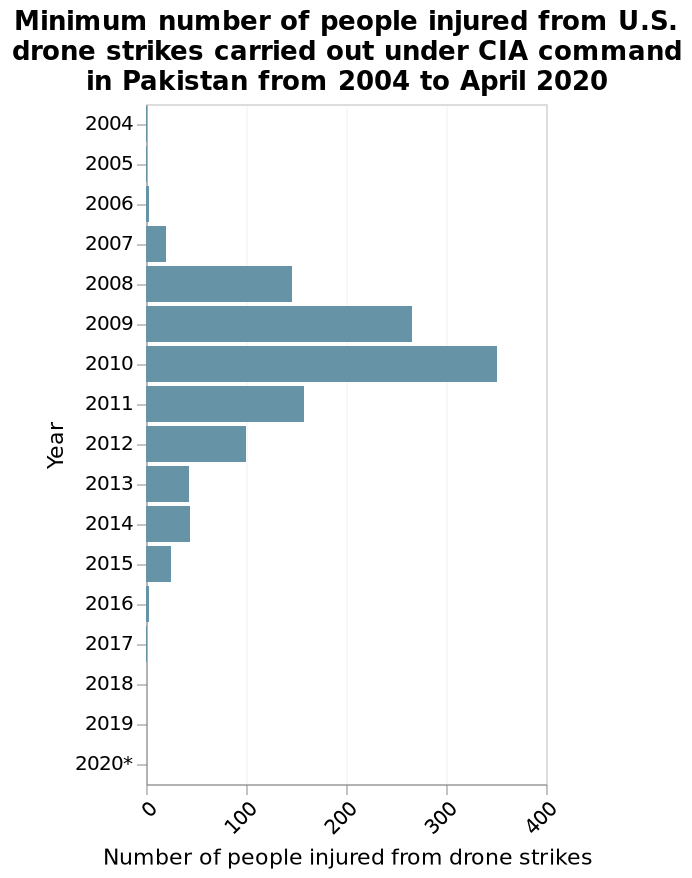 Minimum number of people injured from U.S.
drone strikes carried out under CIA command
in Pakistan from 2004 to April 2020
2004
2005
2006
2007
2008
2009
2010
2011
2012
2013
2014
2015
2016
2017
2018
2019
2020*
Year
0 100 200 300 400
Number of people injured from drone strikes